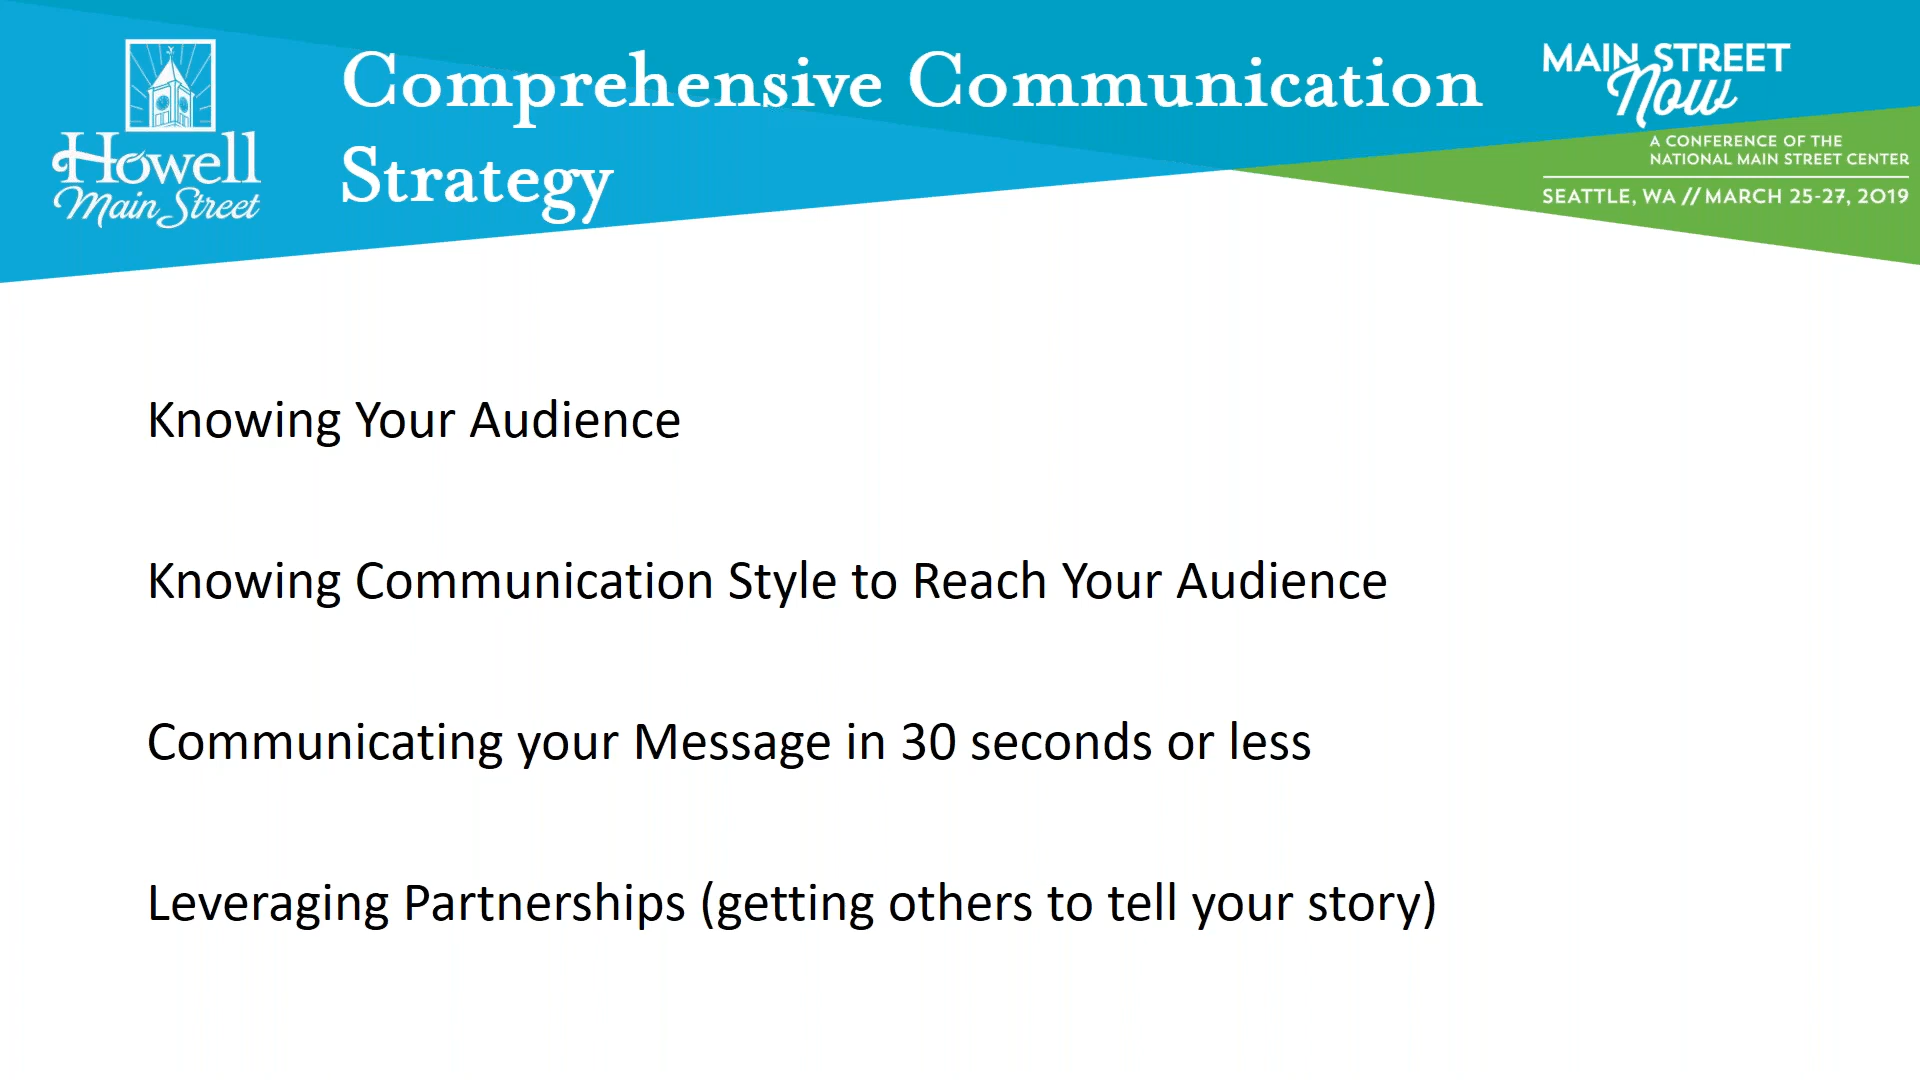 Howell
Main Street
Comprehensive Communication
Strategy
MAIN STREET
Now
A CONFERENCE OF THE
NATIONAL MAIN STREET CENTER
SEATTLE, WA // MARCH 25-27, 2019
Knowing Your Audience
Knowing Communication Style to Reach Your Audience
Communicating your Message in 30 seconds or less
Leveraging Partnerships (getting others to tell your story)